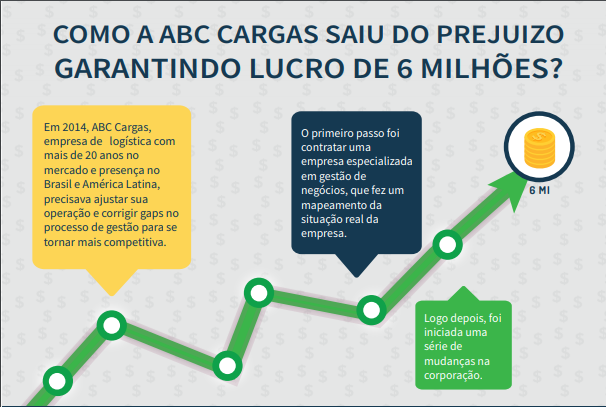 COMO A ABC CARGAS SAIU DO PREJUIZO
GARANTINDO LUCRO DE 6 MILHÕES?
Em 2014, ABC Cargas,
empresa de logística com
mais de 20 anos no
mercado e presença no
Brasil e América Latina,
precisava ajustar sua
operação e corrigir gaps no
processo de gestão para se
tornar mais competitiva.
O primeiro passo foi
contratar uma
empresa especializada
em gestão de
negócios, que fez um
mapeamento da
situação real da
empresa.
6 MI
Logo depois, foi
iniciada uma
série de
mudanças na
corporação.